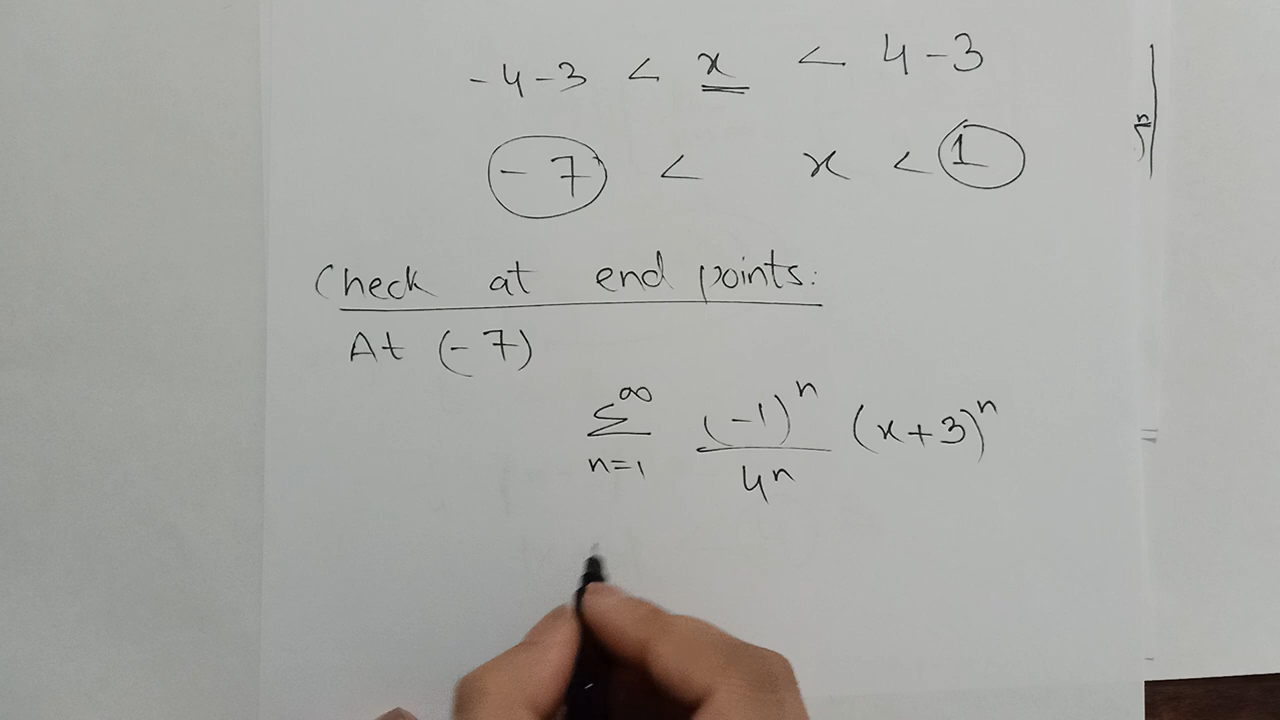 -4-3 < x < 4-3
-7 < x < 1
Check at end points:
At (-7)
∞
∑ (-1)^n / 4^n (x+3)^n
n=1